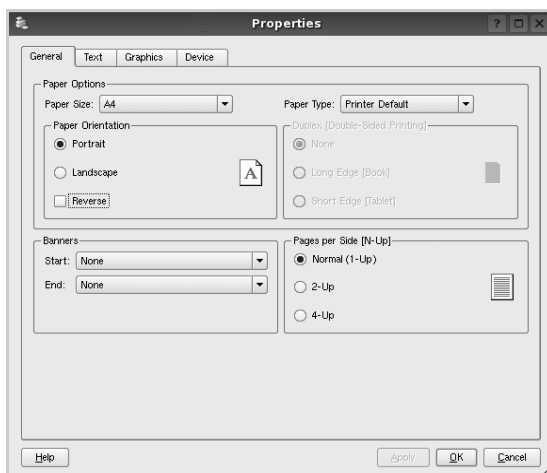 Properties
General Text Graphics Device
Paper Options
Paper Size: A4 Paper Type: Printer Default
Paper Orientation
Portrait
Landscape
Reverse
A
Duplex [Double-Sided Printing]
None
Long Edge [Book]
Short Edge [Tablet]
Banners
Start: None
End: None
Pages per Side [N-Up]
Normal (1-Up)
2-Up
4-Up
Help Apply OK Cancel